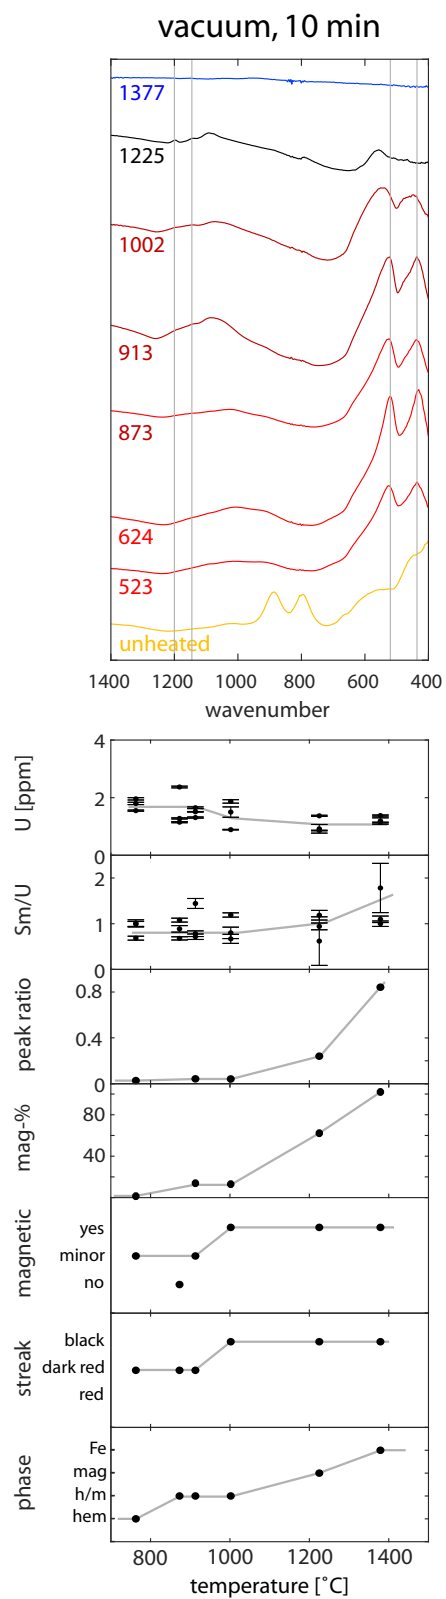 vacuum, 10 min
1377
1225
1002
913
873
624
523
unheated
1400 1200 1000 800 600 400
wavenumber
U [ppm]
4
2
0
Sm/U
2
1
0
peak ratio
0.8
0.4
0
mag-%
80
40
magnetic
yes
minor
no
streak
black
dark red
red
phase
Fe
mag
h/m
hem
800 1000 1200 1400
temperature [˚C]